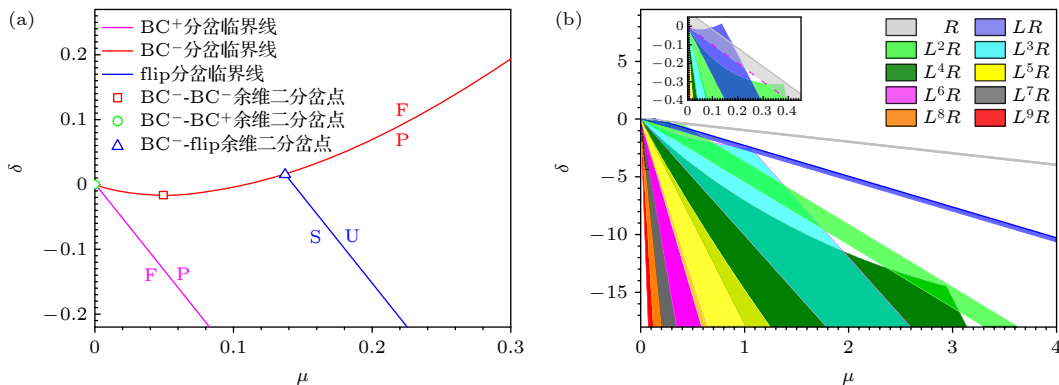 (a)
BC⁺分岔临界线
BC⁻分岔临界线
flip分岔临界线
BC⁻-BC⁻余维二分岔点
BC⁻-BC⁺余维二分岔点
BC⁻-flip余维二分岔点
F
P
S
U
F
P
0.2
0.1
0
−0.1
−0.2
δ
0
0.1
0.2
0.3
μ
(b)
R
LR
L²R
L³R
L⁴R
L⁵R
L⁶R
L⁷R
L⁸R
L⁹R
0
−0.1
−0.2
−0.3
−0.4
0
0.1
0.2
0.3
0.4
0
−5
−10
−15
δ
0
1
2
3
4
μ